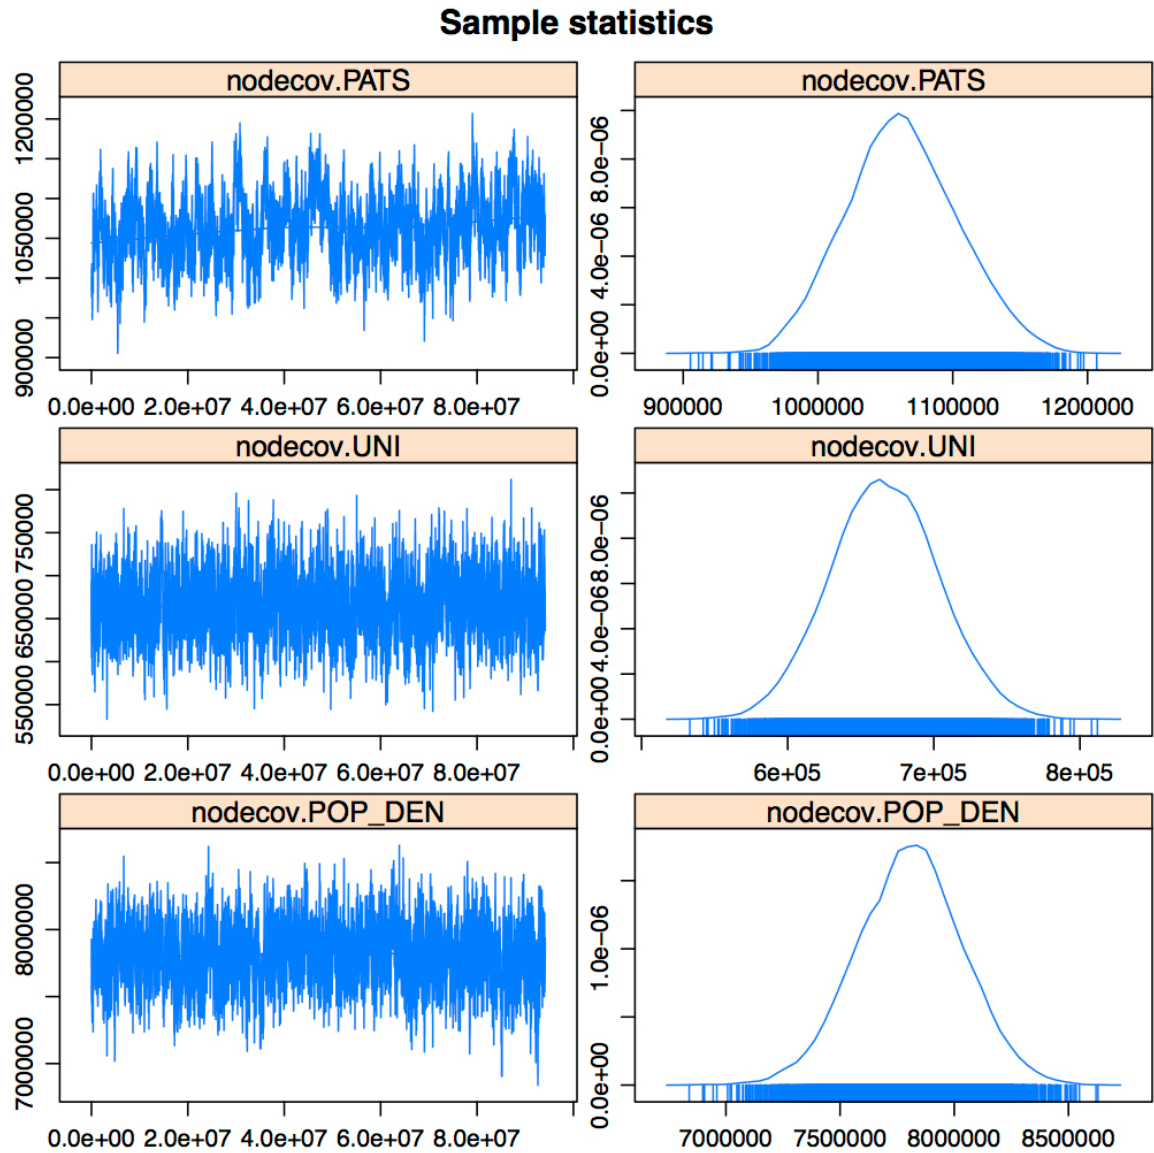 Sample statistics
nodecov.PATS
nodecov.PATS
900000 1050000 1200000
0.0e+00 4.0e−06 8.0e−06
0.0e+00 2.0e+07 4.0e+07 6.0e+07 8.0e+07
900000 1000000 1100000 1200000
nodecov.UNI
nodecov.UNI
550000 650000 750000
0.0e+00 4.0e−06 8.0e−06
0.0e+00 2.0e+07 4.0e+07 6.0e+07 8.0e+07
6e+05 7e+05 8e+05
nodecov.POP_DEN
nodecov.POP_DEN
7000000 8000000
0.0e+00 1.0e−06
0.0e+00 2.0e+07 4.0e+07 6.0e+07 8.0e+07
7000000 7500000 8000000 8500000